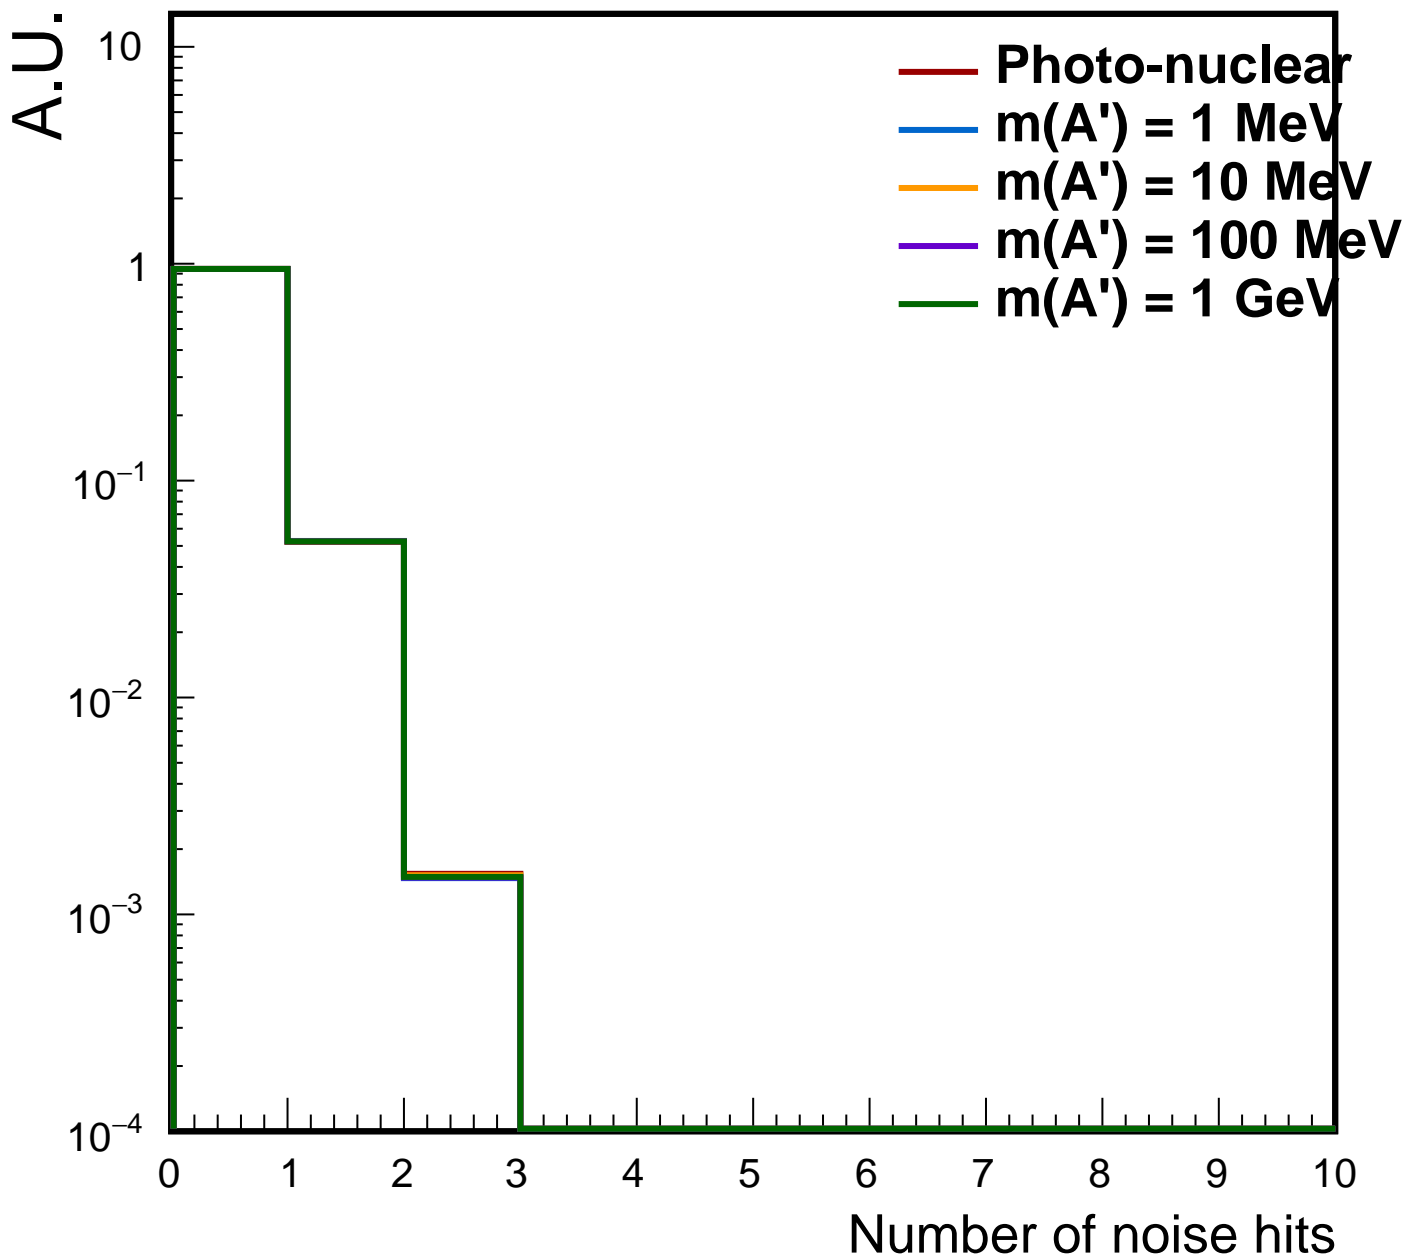 A.U.
10
1
10⁻¹
10⁻²
10⁻³
10⁻⁴
Photo-nuclear
m(A') = 1 MeV
m(A') = 10 MeV
m(A') = 100 MeV
m(A') = 1 GeV
0 1 2 3 4 5 6 7 8 9 10
Number of noise hits